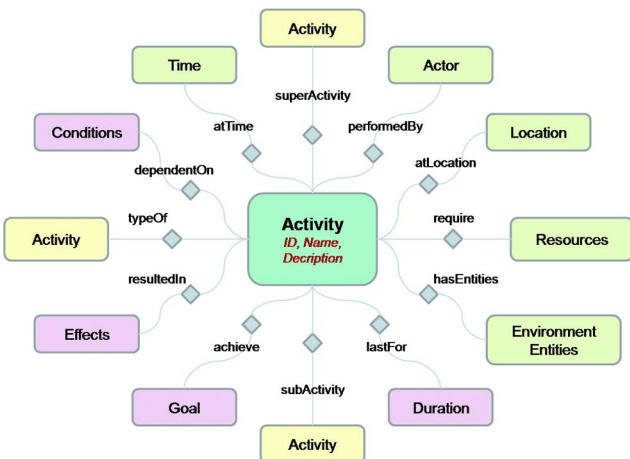 Activity
Time
Actor
superActivity
atTime
performedBy
Conditions
Location
dependentOn
atLocation
Activity
typeOf
Activity
ID, Name,
Decription
require
Resources
resultedIn
hasEntities
Effects
Environment
Entities
achieve
lastFor
Goal
subActivity
Duration
Activity